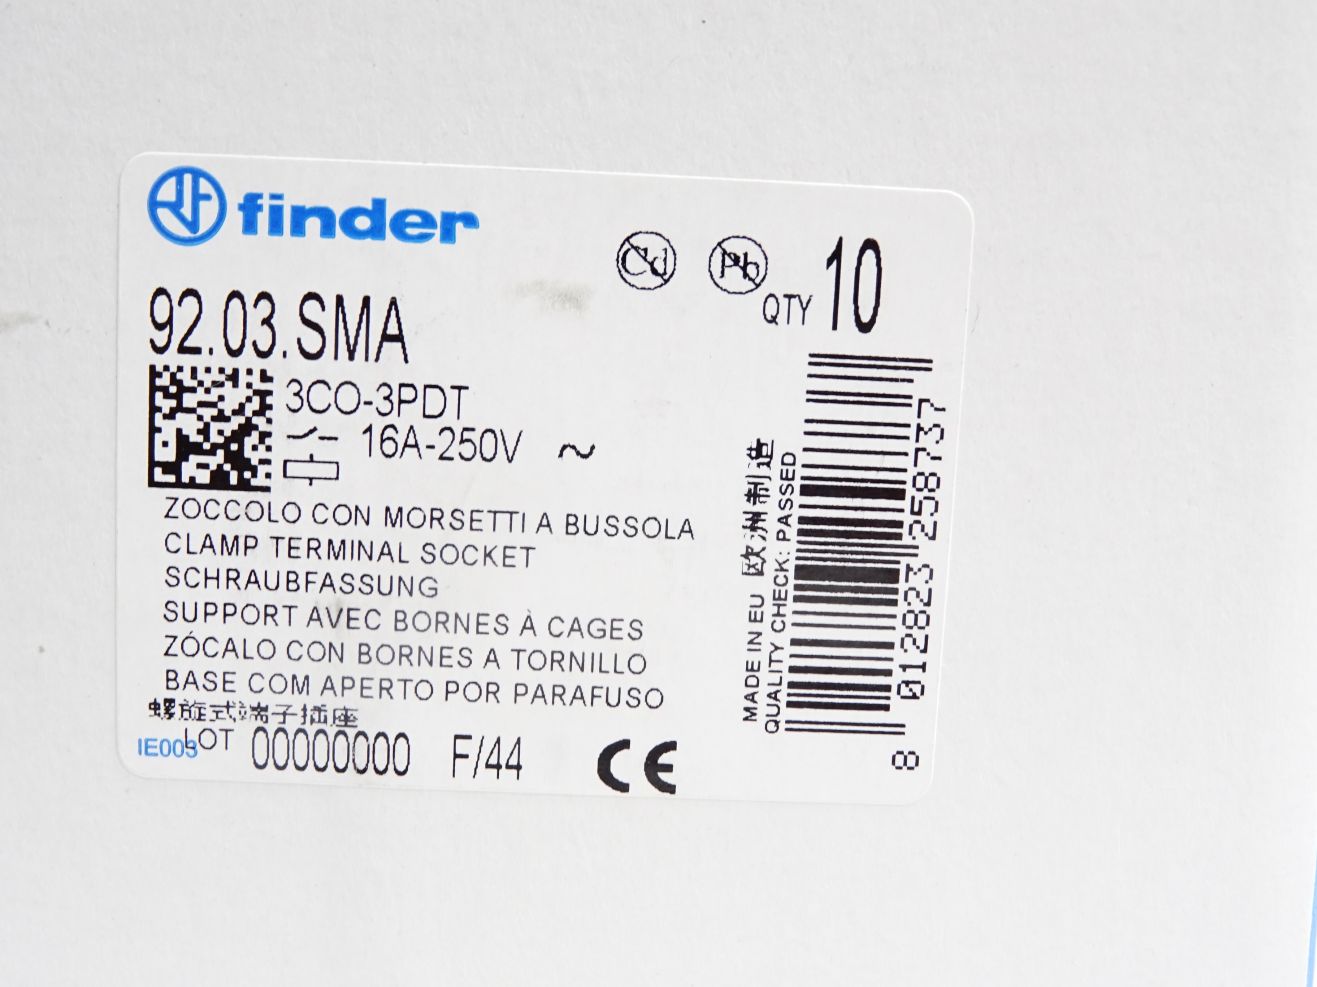 finder
Cd
Pb
QTY 10
92.03.SMA
3CO-3PDT
16A-250V ~
ZOCCOLO CON MORSETTI A BUSSOLA
CLAMP TERMINAL SOCKET
SCHRAUBFASSUNG
SUPPORT AVEC BORNES À CAGES
ZÓCALO CON BORNES A TORNILLO
BASE COM APERTO POR PARAFUSO
螺旋式端子插座
IE003
LOT 00000000 F/44
CE
MADE IN EU 欧洲制造
QUALITY CHECK: PASSED
8 012823 258737